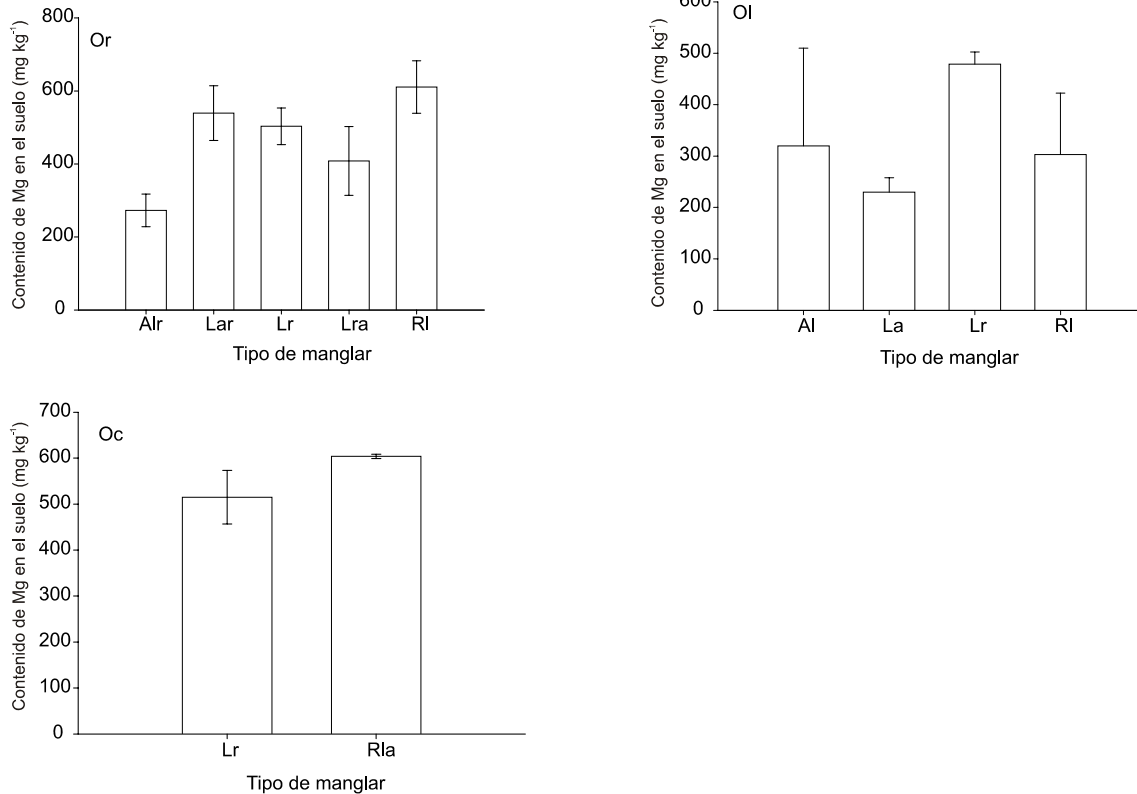 800
600
400
200
0
Or
Contenido de Mg en el suelo (mg kg⁻¹)
Alr Lar Lr Lra Rl
Tipo de manglar
600
500
400
300
200
100
0
Ol
Contenido de Mg en el suelo (mg kg⁻¹)
Al La Lr Rl
Tipo de manglar
700
600
500
400
300
200
100
0
Oc
Contenido de Mg en el suelo (mg kg⁻¹)
Lr Rla
Tipo de manglar